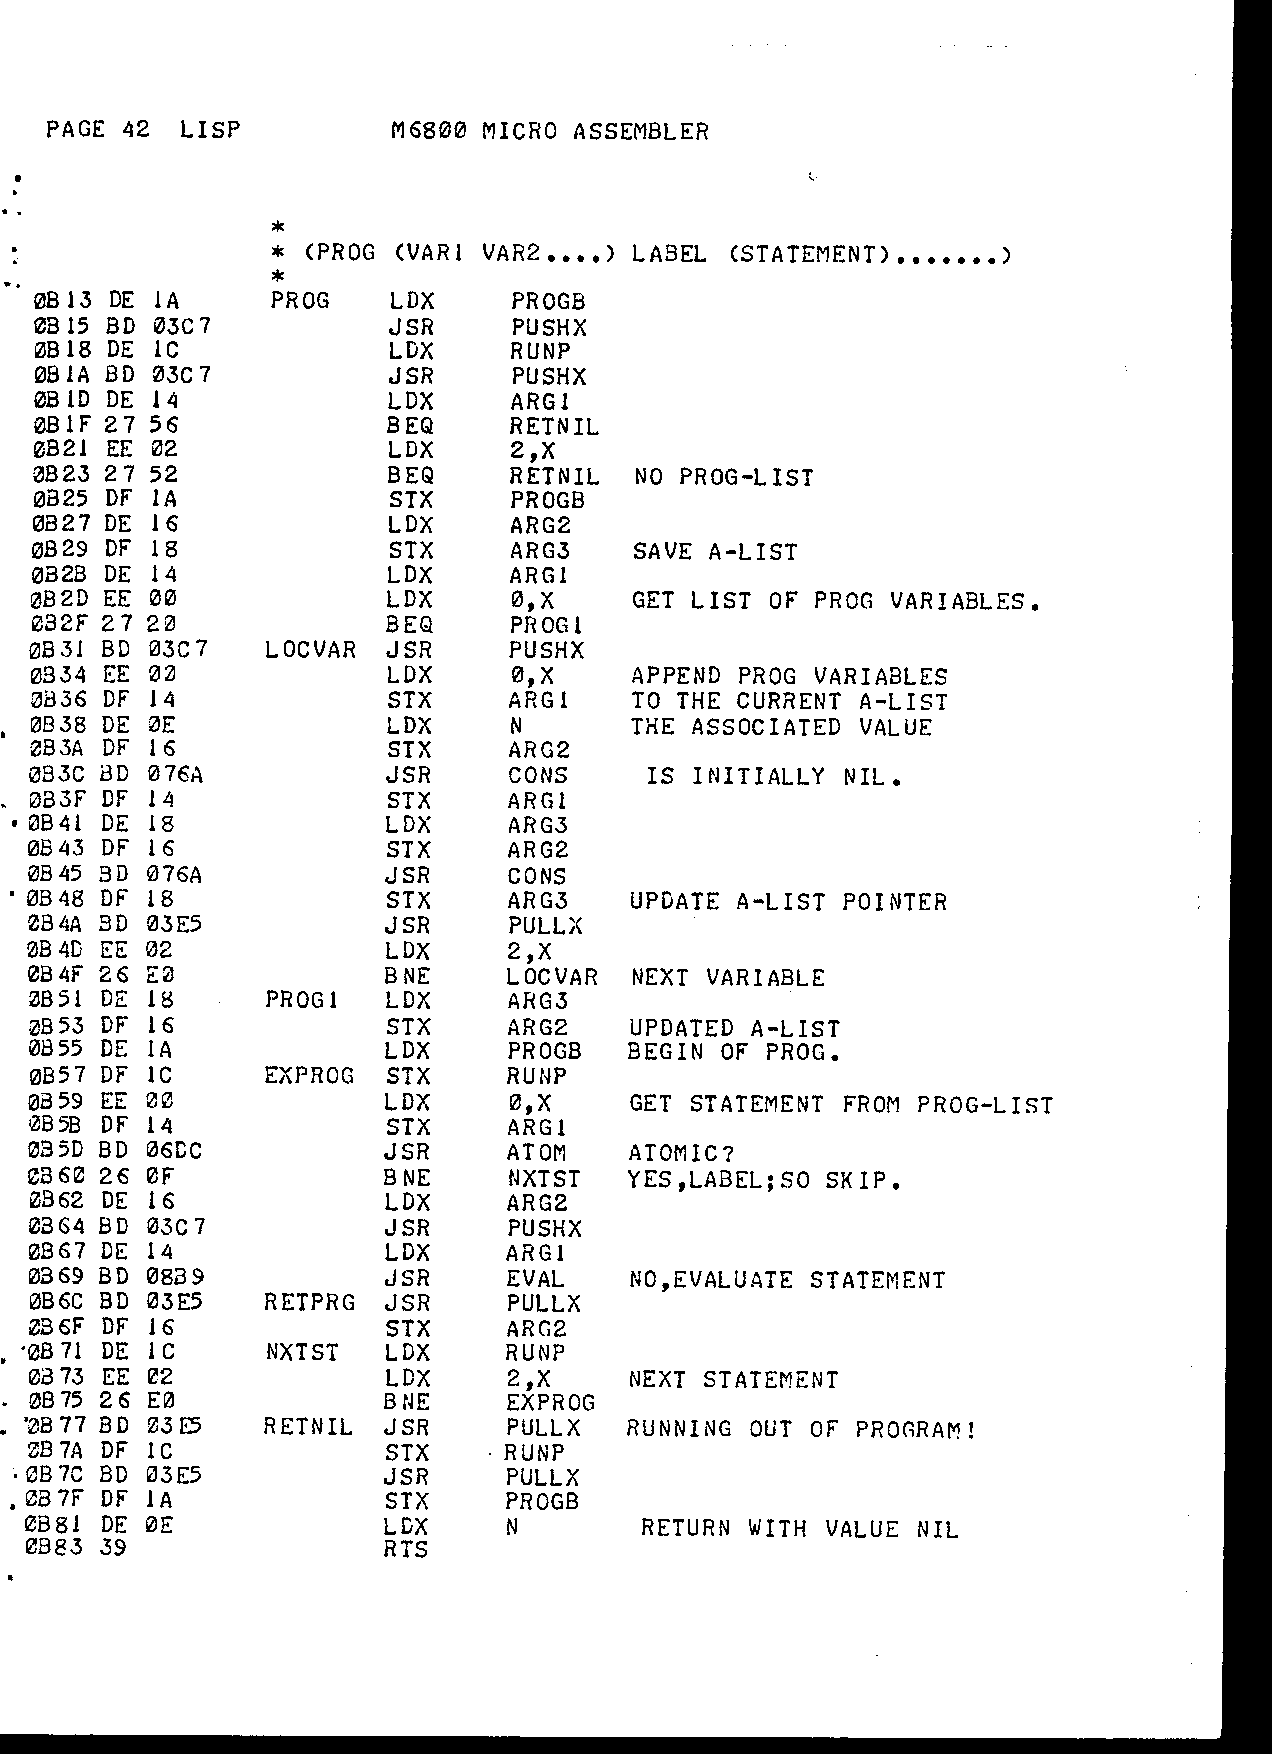 PAGE 42 LISP M6800 MICRO ASSEMBLER
*
* (PROG (VAR1 VAR2....) LABEL (STATEMENT).......)
*
0B13 DE 1A PROG LDX PROGB
0B15 BD 03C7 JSR PUSHX
0B18 DE 1C LDX RUNP
0B1A BD 03C7 JSR PUSHX
0B1D DE 14 LDX ARG1
0B1F 27 56 BEQ RETNIL
0B21 EE 02 LDX 2,X
0B23 27 52 BEQ RETNIL NO PROG-LIST
0B25 DF 1A STX PROGB
0B27 DE 16 LDX ARG2
0B29 DF 18 STX ARG3 SAVE A-LIST
0B2B DE 14 LDX ARG1
0B2D EE 00 LDX 0,X GET LIST OF PROG VARIABLES.
0B2F 27 20 BEQ PROG1
0B31 BD 03C7 LOCVAR JSR PUSHX
0B34 EE 00 LDX 0,X APPEND PROG VARIABLES
0B36 DF 14 STX ARG1 TO THE CURRENT A-LIST
0B38 DE 0E LDX N THE ASSOCIATED VALUE
0B3A DF 16 STX ARG2
0B3C BD 076A JSR CONS IS INITIALLY NIL.
0B3F DF 14 STX ARG1
0B41 DE 18 LDX ARG3
0B43 DF 16 STX ARG2
0B45 BD 076A JSR CONS
0B48 DF 18 STX ARG3 UPDATE A-LIST POINTER
0B4A BD 03E5 JSR PULLX
0B4D EE 02 LDX 2,X
0B4F 26 E0 BNE LOCVAR NEXT VARIABLE
0B51 DE 18 PROG1 LDX ARG3
0B53 DF 16 STX ARG2 UPDATED A-LIST
0B55 DE 1A LDX PROGB BEGIN OF PROG.
0B57 DF 1C EXPROG STX RUNP
0B59 EE 00 LDX 0,X GET STATEMENT FROM PROG-LIST
0B5B DF 14 STX ARG1
0B5D BD 06DC JSR ATOM ATOMIC?
0B60 26 0F BNE NXTST YES,LABEL;SO SKIP.
0B62 DE 16 LDX ARG2
0B64 BD 03C7 JSR PUSHX
0B67 DE 14 LDX ARG1
0B69 BD 08B9 JSR EVAL NO,EVALUATE STATEMENT
0B6C BD 03E5 RETPRG JSR PULLX
0B6F DF 16 STX ARG2
0B71 DE 1C NXTST LDX RUNP
0B73 EE 02 LDX 2,X NEXT STATEMENT
0B75 26 E0 BNE EXPROG
0B77 BD 03E5 RETNIL JSR PULLX RUNNING OUT OF PROGRAM!
0B7A DF 1C STX RUNP
0B7C BD 03E5 JSR PULLX
0B7F DF 1A STX PROGB
0B81 DE 0E LDX N RETURN WITH VALUE NIL
0B83 39 RTS